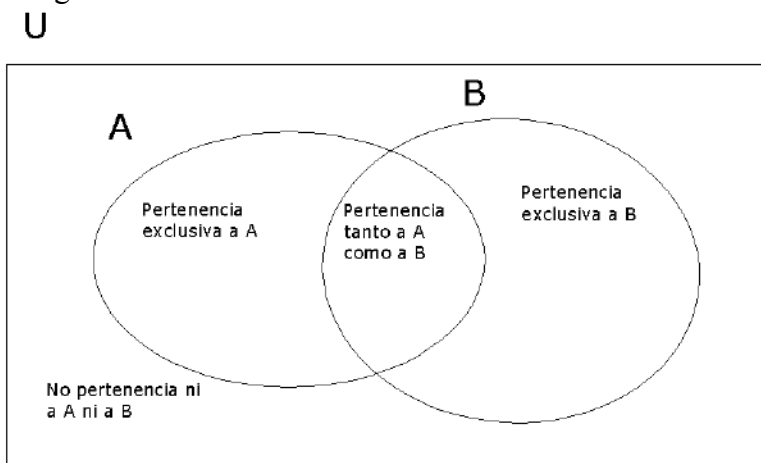 U
B
A
Pertenencia
exclusiva a A
Pertenencia
tanto a A
como a B
Pertenencia
exclusiva a B
No pertenencia ni
a A ni a B